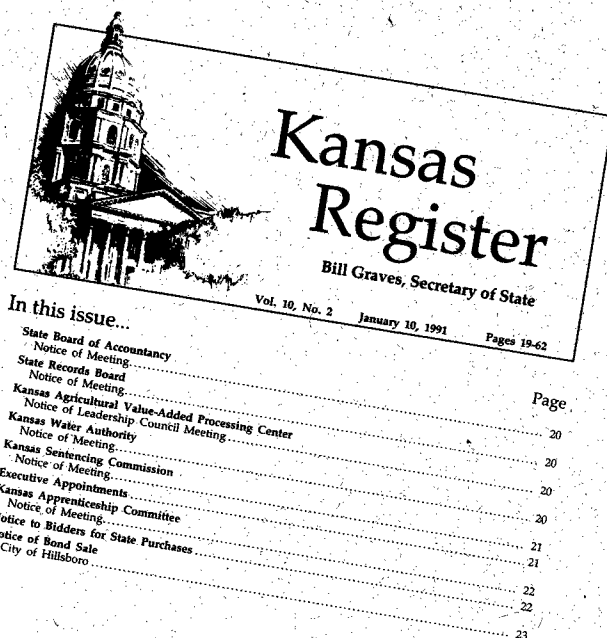 Kansas
Register
Bill Graves, Secretary of State
Vol. 10, No. 2 January 10, 1991 Pages 19-62
In this issue...
Page
State Board of Accountancy
Notice of Meeting 20
State Records Board
Notice of Meeting 20
Kansas Agricultural Value-Added Processing Center
Notice of Leadership Council Meeting 20
Kansas Water Authority
Notice of Meeting 20
Kansas Sentencing Commission
Notice of Meeting 21
Executive Appointments 21
Kansas Apprenticeship Committee
Notice of Meeting 22
Notice to Bidders for State Purchases 22
Notice of Bond Sale
City of Hillsboro 23